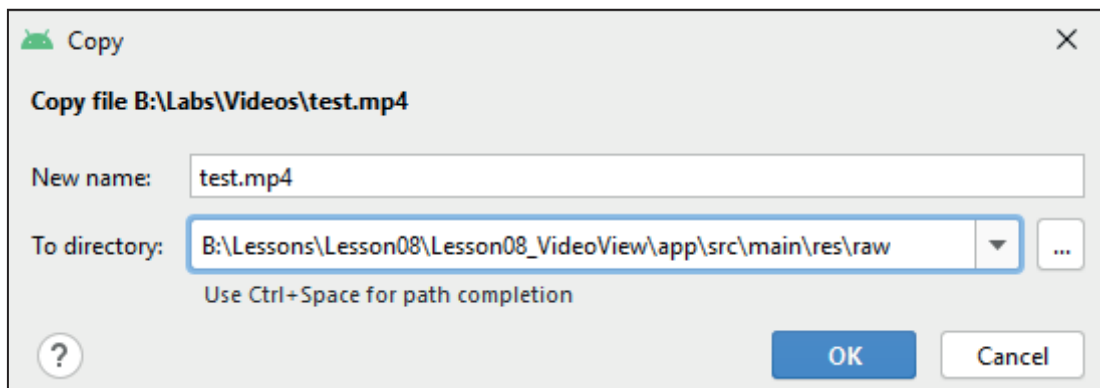 Copy
Copy file B:\Labs\Videos\test.mp4
New name: test.mp4
To directory: B:\Lessons\Lesson08\Lesson08_VideoView\app\src\main\res\raw ...
Use Ctrl+Space for path completion
? OK Cancel